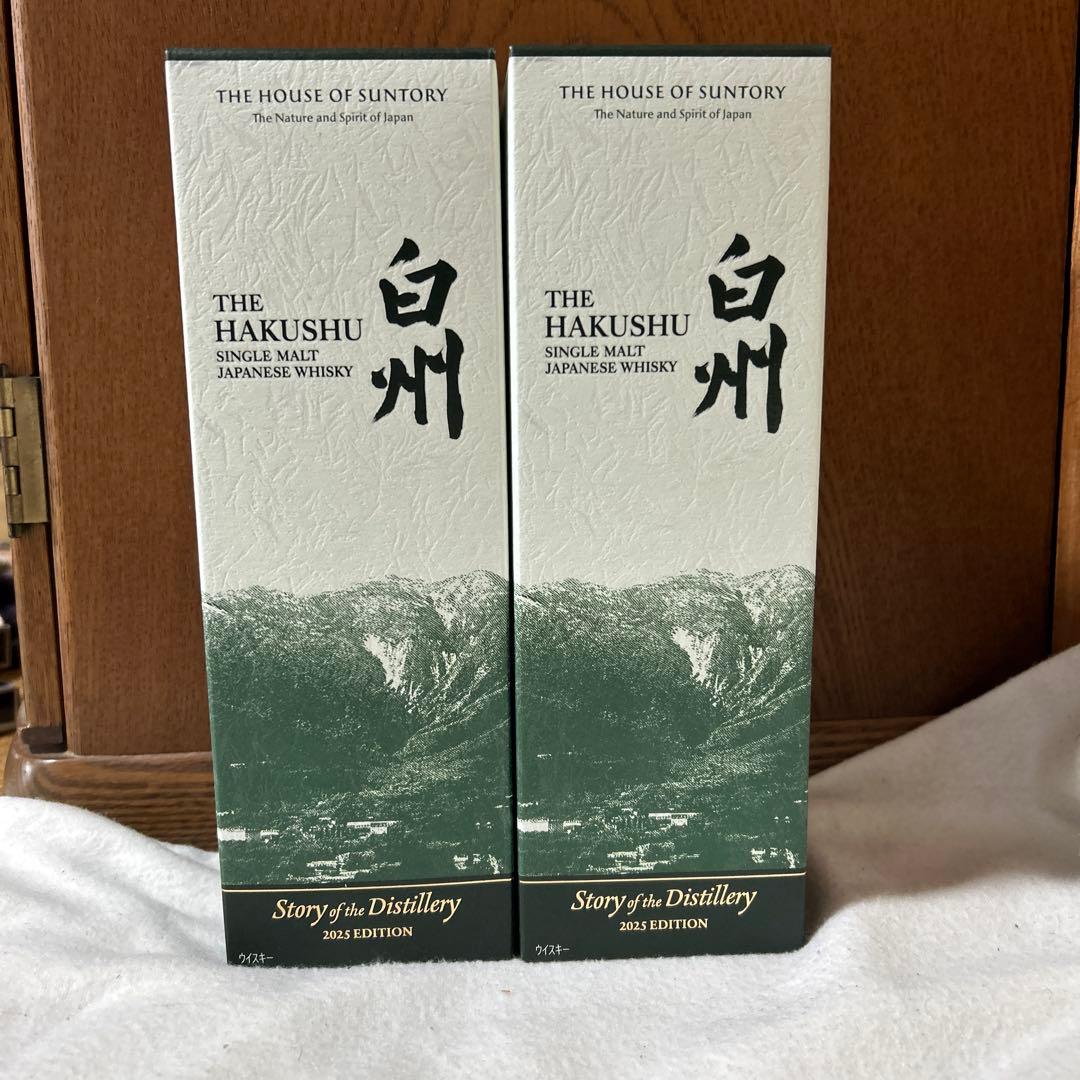 THE HOUSE OF SUNTORY
The Nature and Spirit of Japan
THE
HAKUSHU
SINGLE MALT
JAPANESE WHISKY
白州
Story of the Distillery
2025 EDITION
ウイスキー
THE HOUSE OF SUNTORY
The Nature and Spirit of Japan
THE
HAKUSHU
SINGLE MALT
JAPANESE WHISKY
白州
Story of the Distillery
2025 EDITION
ウイスキー